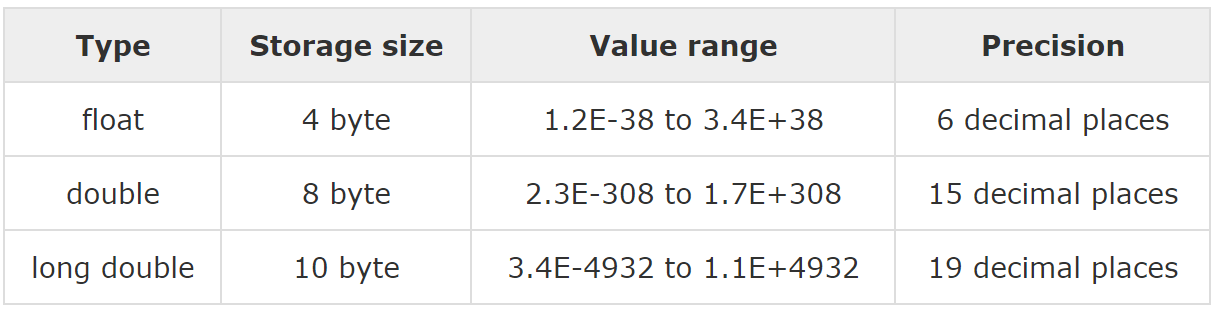 Type Storage size Value range Precision
float 4 byte 1.2E-38 to 3.4E+38 6 decimal places
double 8 byte 2.3E-308 to 1.7E+308 15 decimal places
long double 10 byte 3.4E-4932 to 1.1E+4932 19 decimal places